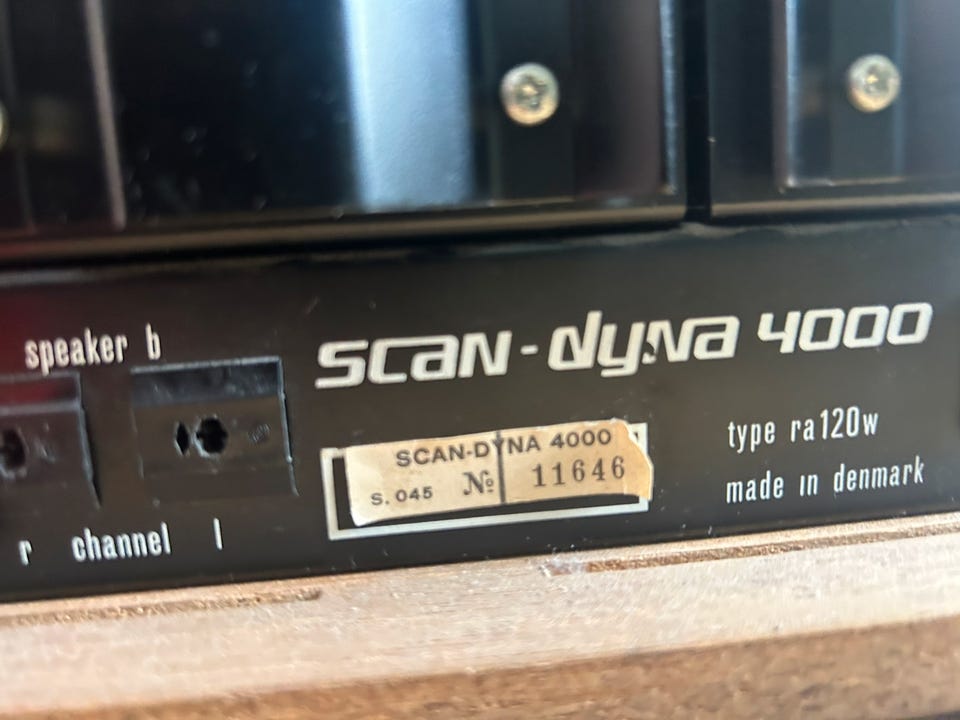 speaker b
r channel l
scan-dyna 4000
SCAN-DYNA 4000
S. 045 № 11646
type ra120w
made in denmark